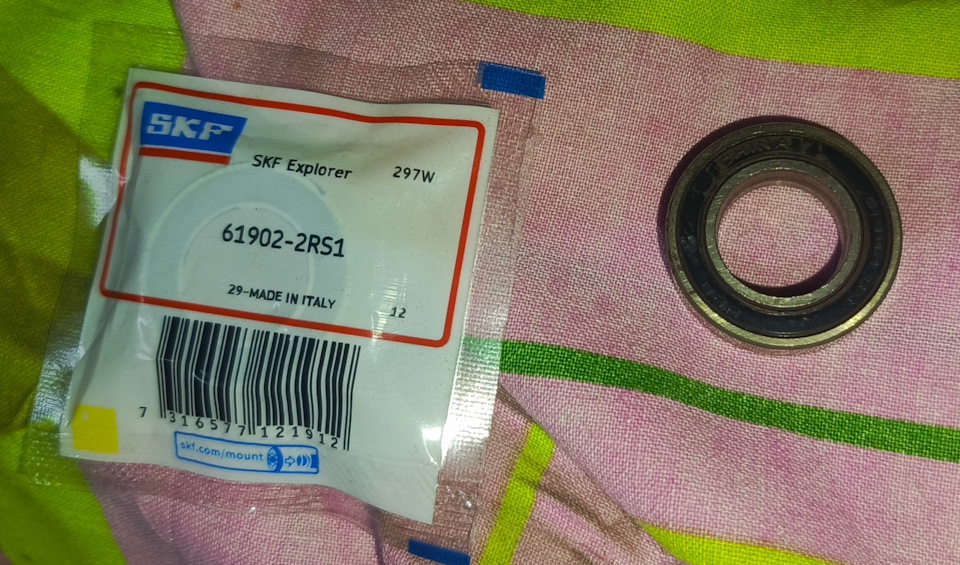 SKF
SKF Explorer 297W
61902-2RS1
29-MADE IN ITALY
12
7 316577 121912
skf.com/mount